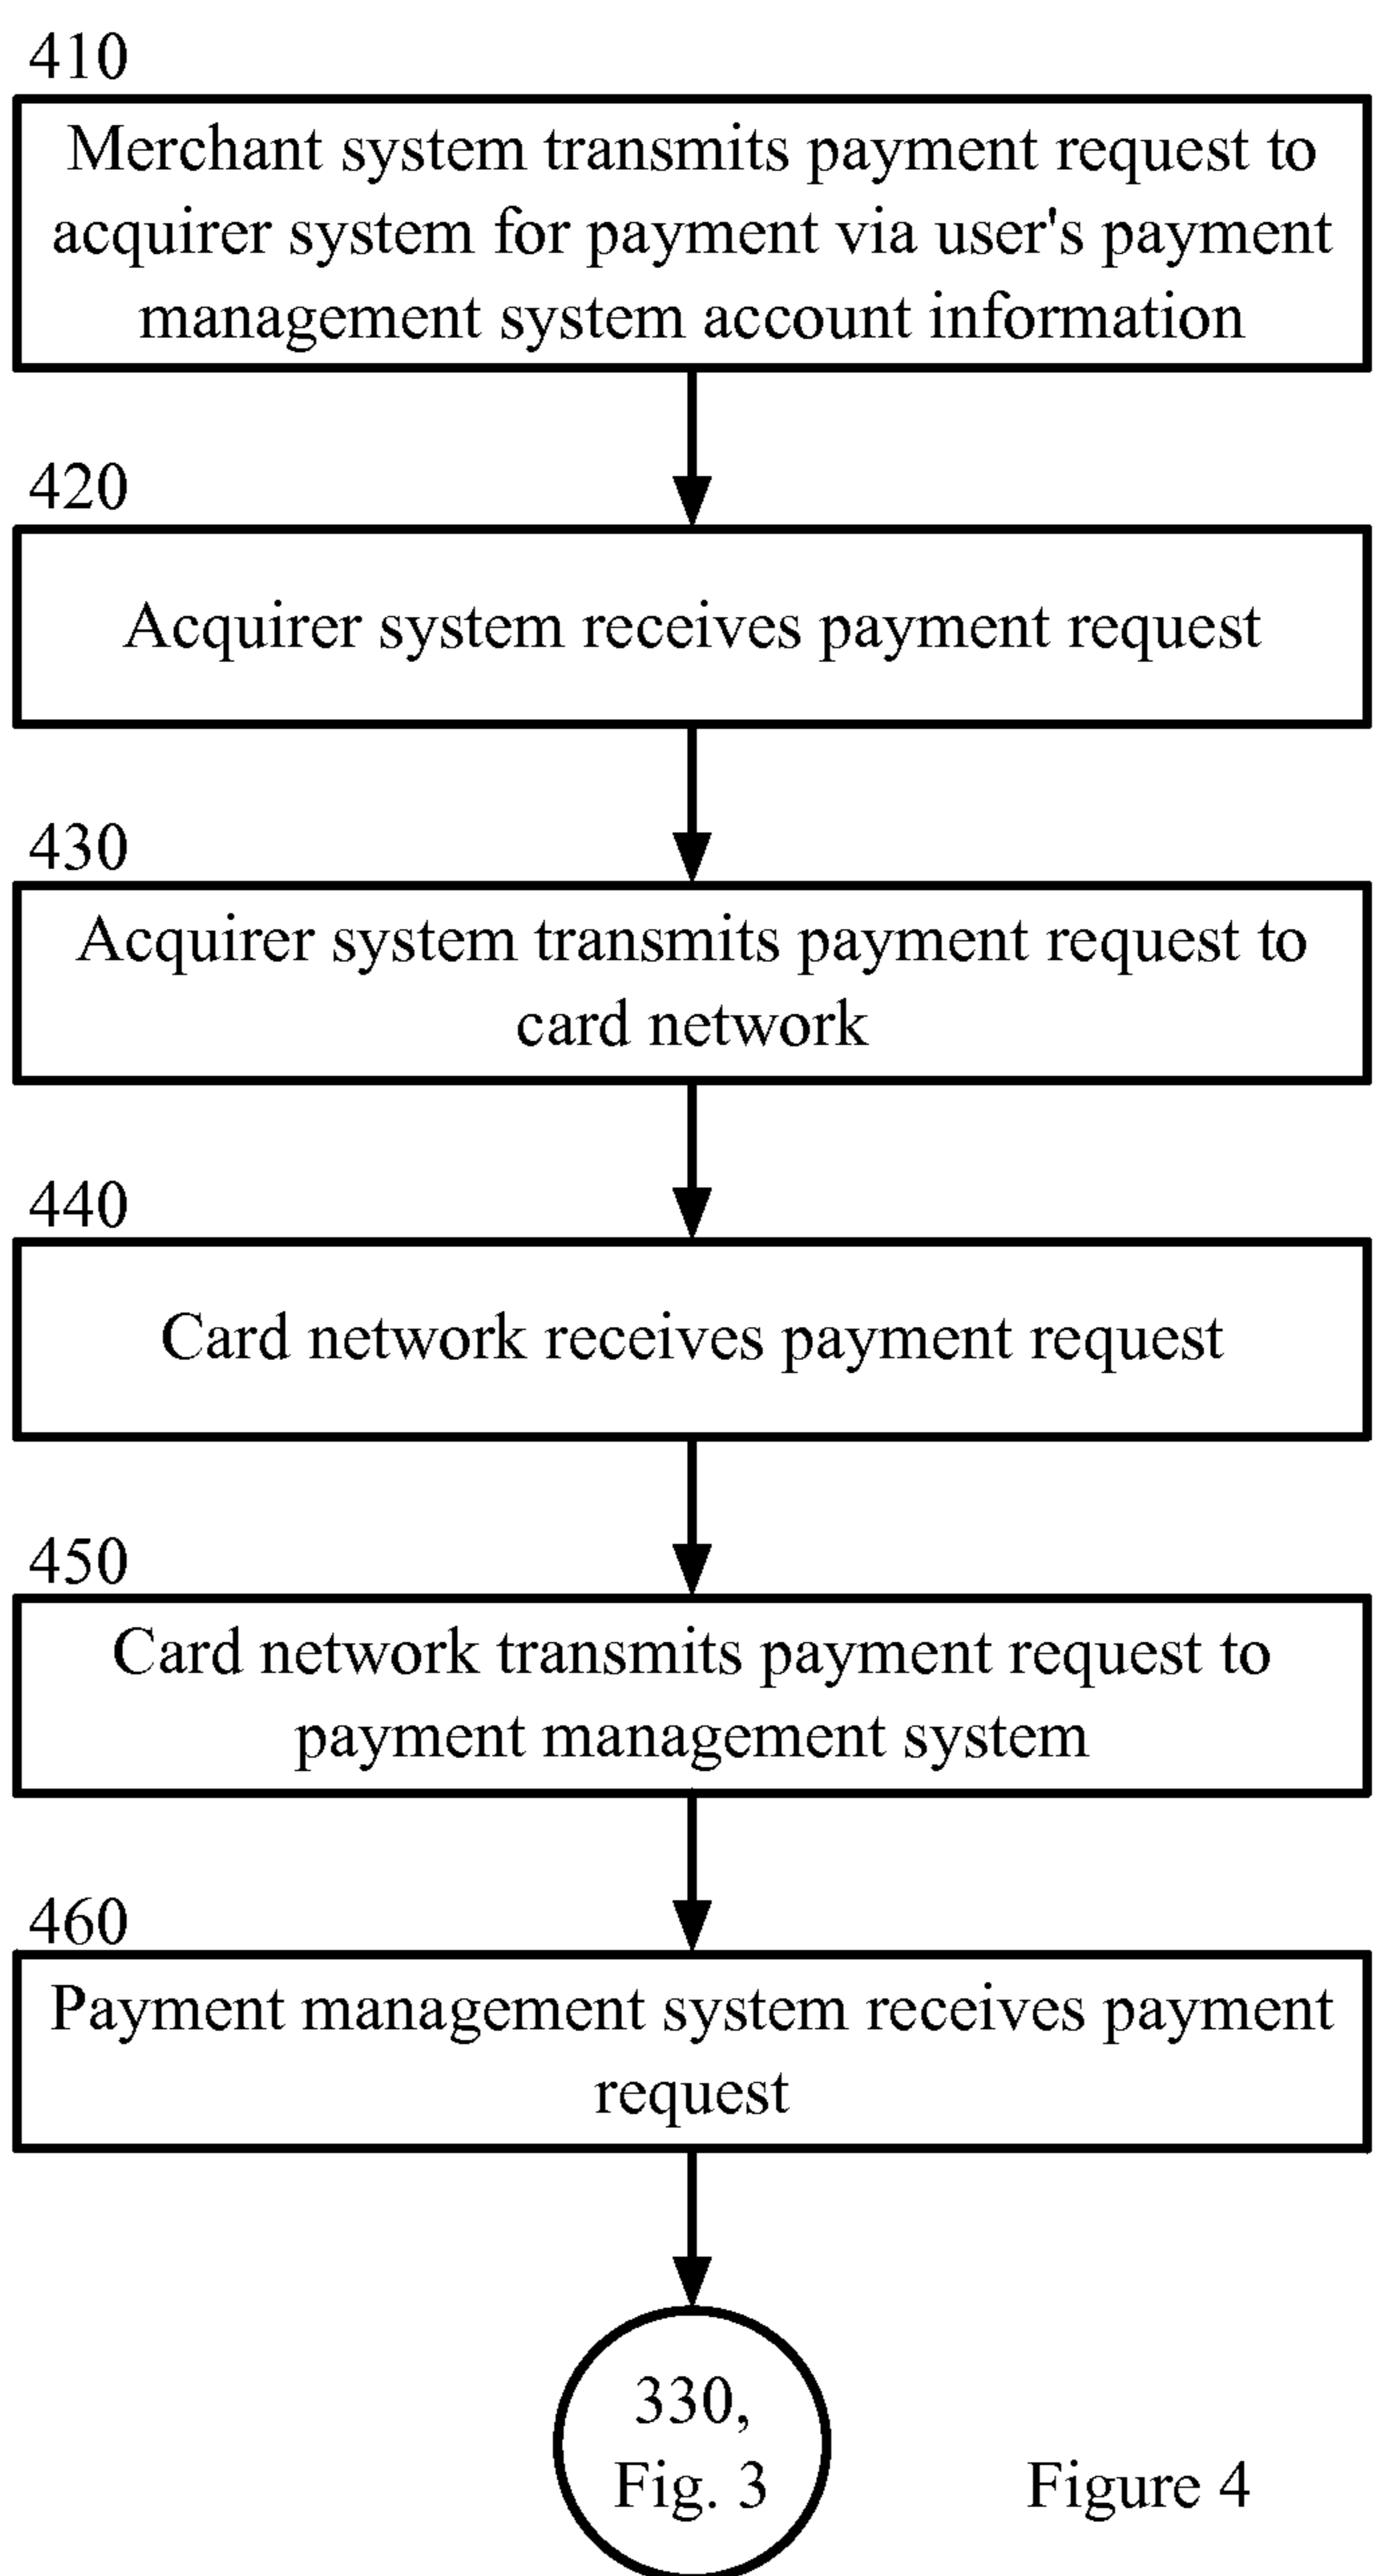 410
Merchant system transmits payment request to
acquirer system for payment via user's payment
management system account information
420
Acquirer system receives payment request
430
Acquirer system transmits payment request to
card network
440
Card network receives payment request
450
Card network transmits payment request to
payment management system
460
Payment management system receives payment
request
330,
Fig. 3
Figure 4